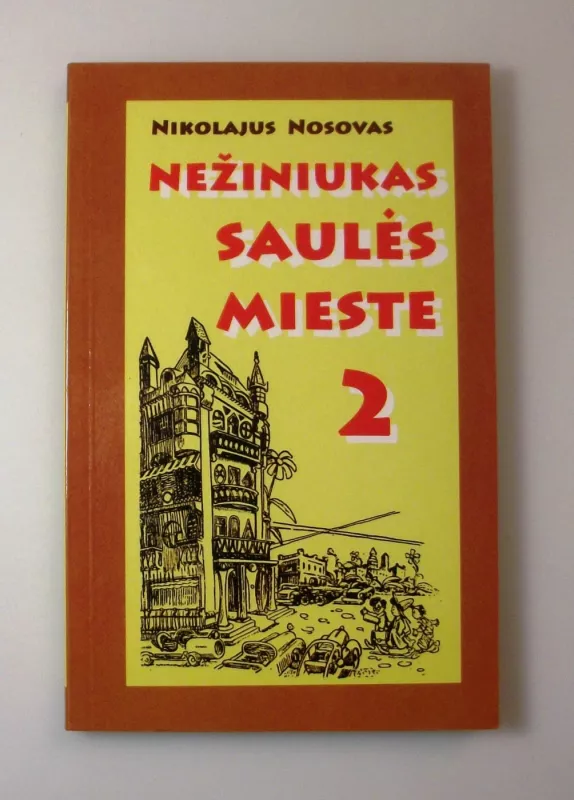 Nikolajus Nosovas
NEŽINIUKAS
SAULĖS
MIESTE
2